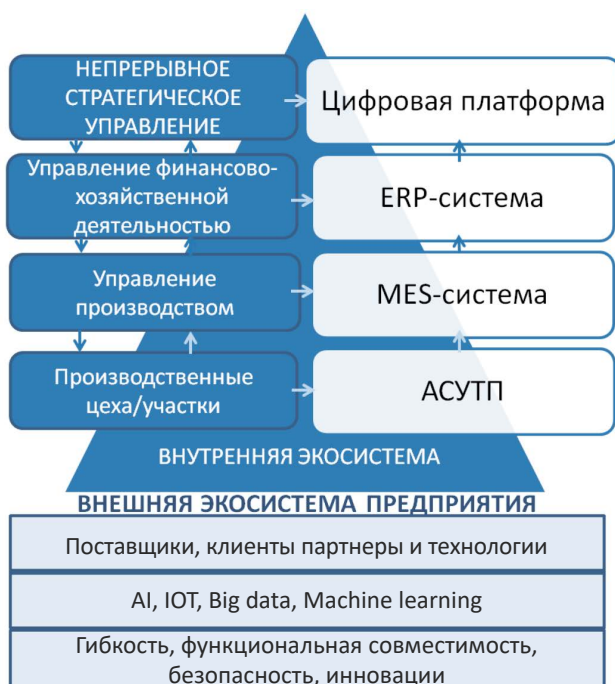 НЕПРЕРЫВНОЕ
СТРАТЕГИЧЕСКОЕ
УПРАВЛЕНИЕ
Цифровая платформа
Управление финансово-
хозяйственной
деятельностью
ERP-система
Управление
производством
MES-система
Производственные
цеха/участки
АСУТП
ВНУТРЕННЯЯ ЭКОСИСТЕМА
ВНЕШНЯЯ ЭКОСИСТЕМА ПРЕДПРИЯТИЯ
Поставщики, клиенты партнеры и технологии
AI, IOT, Big data, Machine learning
Гибкость, функциональная совместимость,
безопасность, инновации